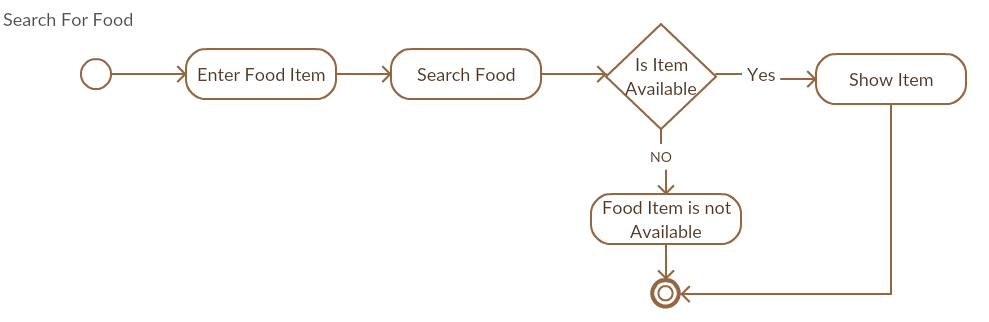 Search For Food
Enter Food Item
Search Food
Is Item
Available
Yes
Show Item
NO
Food Item is not
Available